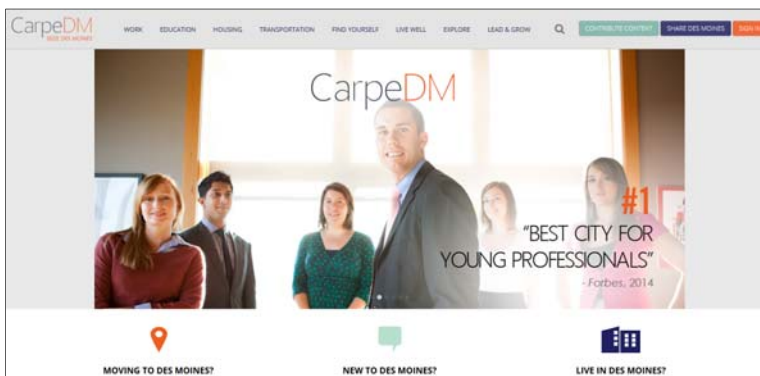 CarpeDM
SEIZE DES MOINES
WORK EDUCATION HOUSING TRANSPORTATION FIND YOURSELF LIVE WELL EXPLORE LEAD & GROW CONTRIBUTE CONTENT SHARE DES MOINES SIGN IN
CarpeDM
#1
"BEST CITY FOR
YOUNG PROFESSIONALS"
- Forbes, 2014
MOVING TO DES MOINES? NEW TO DES MOINES? LIVE IN DES MOINES?